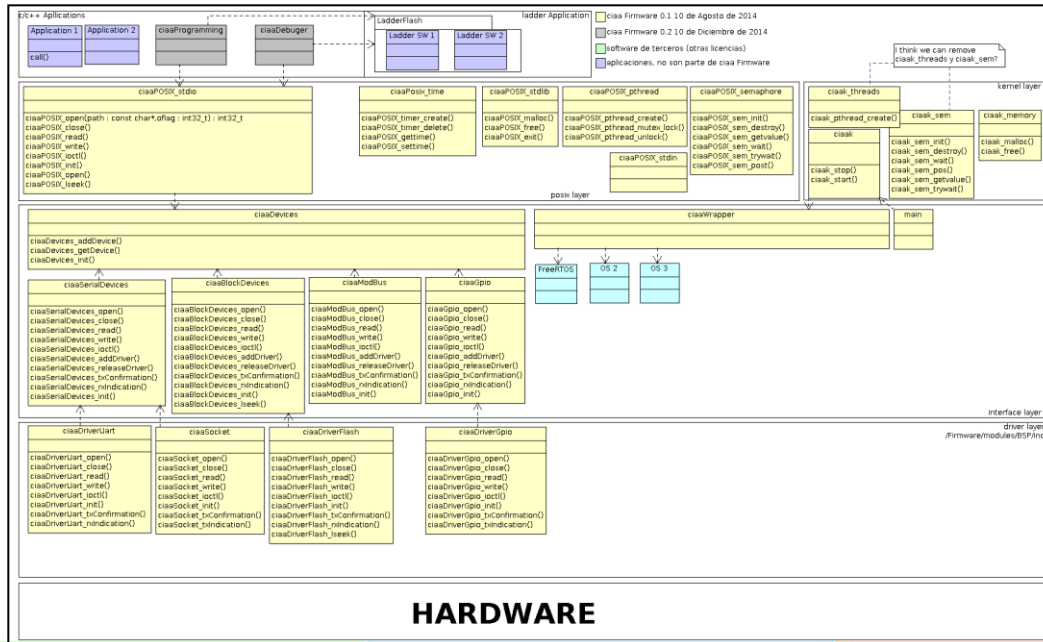 c/c++ Aplications
Application 1
call()
Application 2
ciaaProgramming
ciaaDebuger
ladder Application
LadderFlash
Ladder SW 1
Ladder SW 2
ciaa Firmware 0.1 10 de Agosto de 2014
ciaa Firmware 0.2 10 de Diciembre de 2014
software de terceros (otras licencias)
aplicaciones, no son parte de ciaa Firmware
I think we can remove
ciaak_threads y ciaak_sem?
ciaaPOSIX_stdio
ciaaPOSIX_open(path : const char*,oflag : int32_t) : int32_t
ciaaPOSIX_close()
ciaaPOSIX_read()
ciaaPOSIX_write()
ciaaPOSIX_ioctl()
ciaaPOSIX_init()
ciaaPOSIX_open()
ciaaPOSIX_lseek()
ciaaPosix_time
ciaaPOSIX_timer_create()
ciaaPOSIX_timer_delete()
ciaaPOSIX_gettime()
ciaaPOSIX_settime()
ciaaPOSIX_stdlib
ciaaPOSIX_malloc()
ciaaPOSIX_free()
ciaaPOSIX_exit()
ciaaPOSIX_pthread
ciaaPOSIX_pthread_create()
ciaaPOSIX_pthread_mutex_lock()
ciaaPOSIX_pthread_unlock()
ciaaPOSIX_stdin
ciaaPOSIX_semaphore
ciaaPOSIX_sem_init()
ciaaPOSIX_sem_destroy()
ciaaPOSIX_sem_getvalue()
ciaaPOSIX_sem_wait()
ciaaPOSIX_sem_trywait()
ciaaPOSIX_sem_post()
posix layer
kernel layer
ciaak_threads
ciaak_pthread_create()
ciaak
ciaak_stop()
ciaak_start()
ciaak_sem
ciaak_sem_init()
ciaak_sem_destroy()
ciaak_sem_wait()
ciaak_sem_pos()
ciaak_sem_getvalue()
ciaak_sem_trywait()
ciaak_memory
ciaak_malloc()
ciaak_free()
ciaaDevices
ciaaDevices_addDevice()
ciaaDevices_getDevice()
ciaaDevices_init()
ciaaWrapper
main
FreeRTOS
OS 2
OS 3
ciaaSerialDevices
ciaaSerialDevices_open()
ciaaSerialDevices_close()
ciaaSerialDevices_read()
ciaaSerialDevices_write()
ciaaSerialDevices_ioctl()
ciaaSerialDevices_addDriver()
ciaaSerialDevices_releaseDriver()
ciaaSerialDevices_txConfirmation()
ciaaSerialDevices_rxIndication()
ciaaSerialDevices_init()
ciaaBlockDevices
ciaaBlockDevices_open()
ciaaBlockDevices_close()
ciaaBlockDevices_read()
ciaaBlockDevices_write()
ciaaBlockDevices_ioctl()
ciaaBlockDevices_addDriver()
ciaaBlockDevices_releaseDriver()
ciaaBlockDevices_txConfirmation()
ciaaBlockDevices_rxIndication()
ciaaBlockDevices_init()
ciaaBlockDevices_lseek()
ciaaModBus
ciaaModBus_open()
ciaaModBus_close()
ciaaModBus_read()
ciaaModBus_write()
ciaaModBus_ioctl()
ciaaModBus_addDriver()
ciaaModBus_releaseDriver()
ciaaModBus_txConfirmation()
ciaaModBus_rxIndication()
ciaaModBus_init()
ciaaGpio
ciaaGpio_open()
ciaaGpio_close()
ciaaGpio_read()
ciaaGpio_write()
ciaaGpio_ioctl()
ciaaGpio_addDriver()
ciaaGpio_releaseDriver()
ciaaGpio_txConfirmation()
ciaaGpio_rxIndication()
ciaaGpio_init()
interface layer
driver layer
/Firmware/modules/BSP/inc
ciaaDriverUart
ciaaDriverUart_open()
ciaaDriverUart_close()
ciaaDriverUart_read()
ciaaDriverUart_write()
ciaaDriverUart_ioctl()
ciaaDriverUart_init()
ciaaDriverUart_txConfirmation()
ciaaDriverUart_rxIndication()
ciaaSocket
ciaaSocket_open()
ciaaSocket_close()
ciaaSocket_read()
ciaaSocket_write()
ciaaSocket_ioctl()
ciaaSocket_init()
ciaaSocket_txConfirmation()
ciaaSocket_txIndication()
ciaaDriverFlash
ciaaDriverFlash_open()
ciaaDriverFlash_close()
ciaaDriverFlash_read()
ciaaDriverFlash_write()
ciaaDriverFlash_ioctl()
ciaaDriverFlash_init()
ciaaDriverFlash_txConfirmation()
ciaaDriverFlash_rxIndication()
ciaaDriverFlash_lseek()
ciaaDriverGpio
ciaaDriverGpio_open()
ciaaDriverGpio_close()
ciaaDriverGpio_read()
ciaaDriverGpio_write()
ciaaDriverGpio_ioctl()
ciaaDriverGpio_init()
ciaaDriverGpio_txConfirmation()
ciaaDriverGpio_txIndication()
HARDWARE